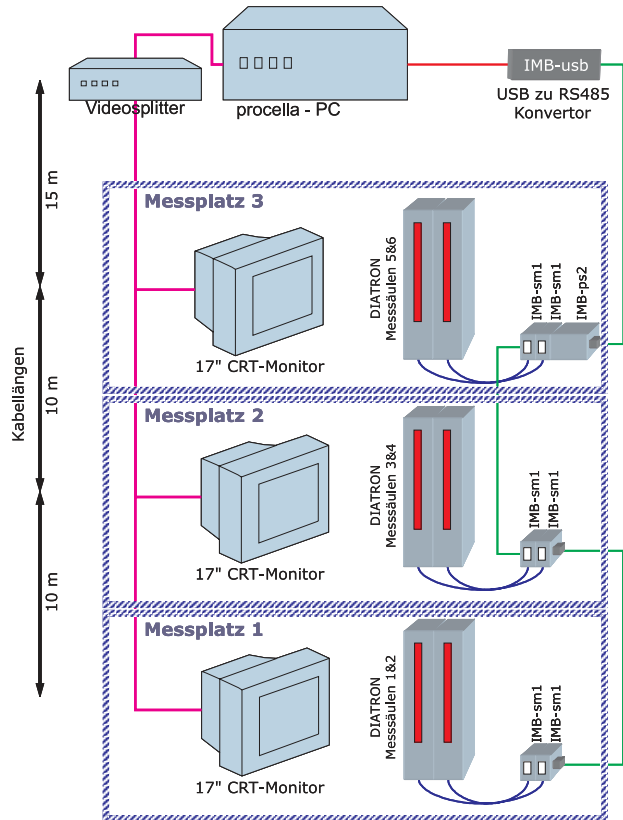 Videosplitter
procella - PC
IMB-usb
USB zu RS485
Konvertor
Kabellängen
15 m
10 m
10 m
Messplatz 3
17" CRT-Monitor
DIATRON
Messsäulen 5&6
IMB-sm1
IMB-sm1
IMB-ps2
Messplatz 2
17" CRT-Monitor
DIATRON
Messsäulen 3&4
IMB-sm1
IMB-sm1
Messplatz 1
17" CRT-Monitor
DIATRON
Messsäulen 1&2
IMB-sm1
IMB-sm1